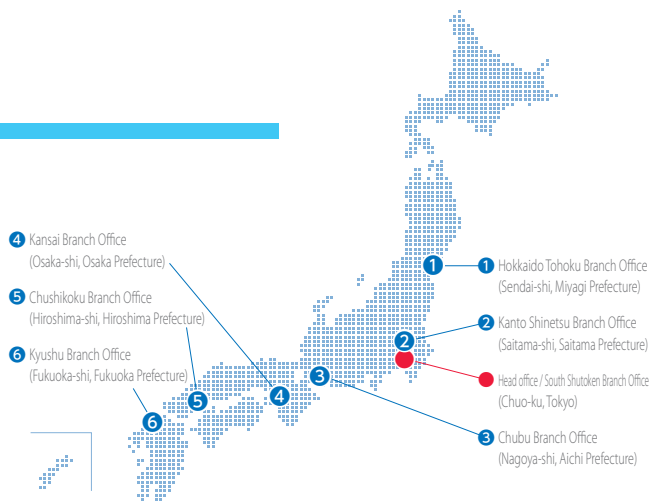 4 Kansai Branch Office
(Osaka-shi, Osaka Prefecture)
5 Chushikoku Branch Office
(Hiroshima-shi, Hiroshima Prefecture)
6 Kyushu Branch Office
(Fukuoka-shi, Fukuoka Prefecture)
1
2
3
4
5
6
1 Hokkaido Tohoku Branch Office
(Sendai-shi, Miyagi Prefecture)
2 Kanto Shinetsu Branch Office
(Saitama-shi, Saitama Prefecture)
Head office / South Shutoken Branch Office
(Chuo-ku, Tokyo)
3 Chubu Branch Office
(Nagoya-shi, Aichi Prefecture)